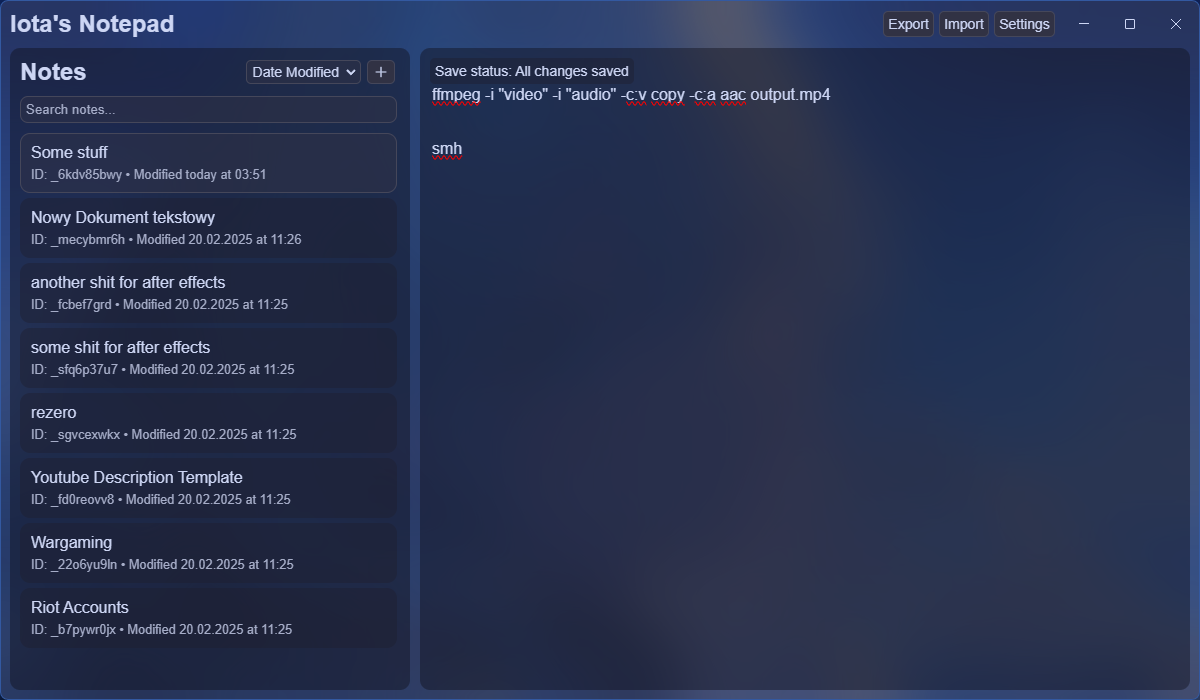 Iota's Notepad
Export Import Settings
Notes
Date Modified
Search notes...
Some stuff
ID: _6kdv85bwy • Modified today at 03:51
Nowy Dokument tekstowy
ID: _mecybmr6h • Modified 20.02.2025 at 11:26
another shit for after effects
ID: _fcbef7grd • Modified 20.02.2025 at 11:25
some shit for after effects
ID: _sfq6p37u7 • Modified 20.02.2025 at 11:25
rezero
ID: _sgvcexwkx • Modified 20.02.2025 at 11:25
Youtube Description Template
ID: _fd0reovv8 • Modified 20.02.2025 at 11:25
Wargaming
ID: _22o6yu9ln • Modified 20.02.2025 at 11:25
Riot Accounts
ID: _b7pywr0jx • Modified 20.02.2025 at 11:25
Save status: All changes saved
ffmpeg -i "video" -i "audio" -c:v copy -c:a aac output.mp4
smh